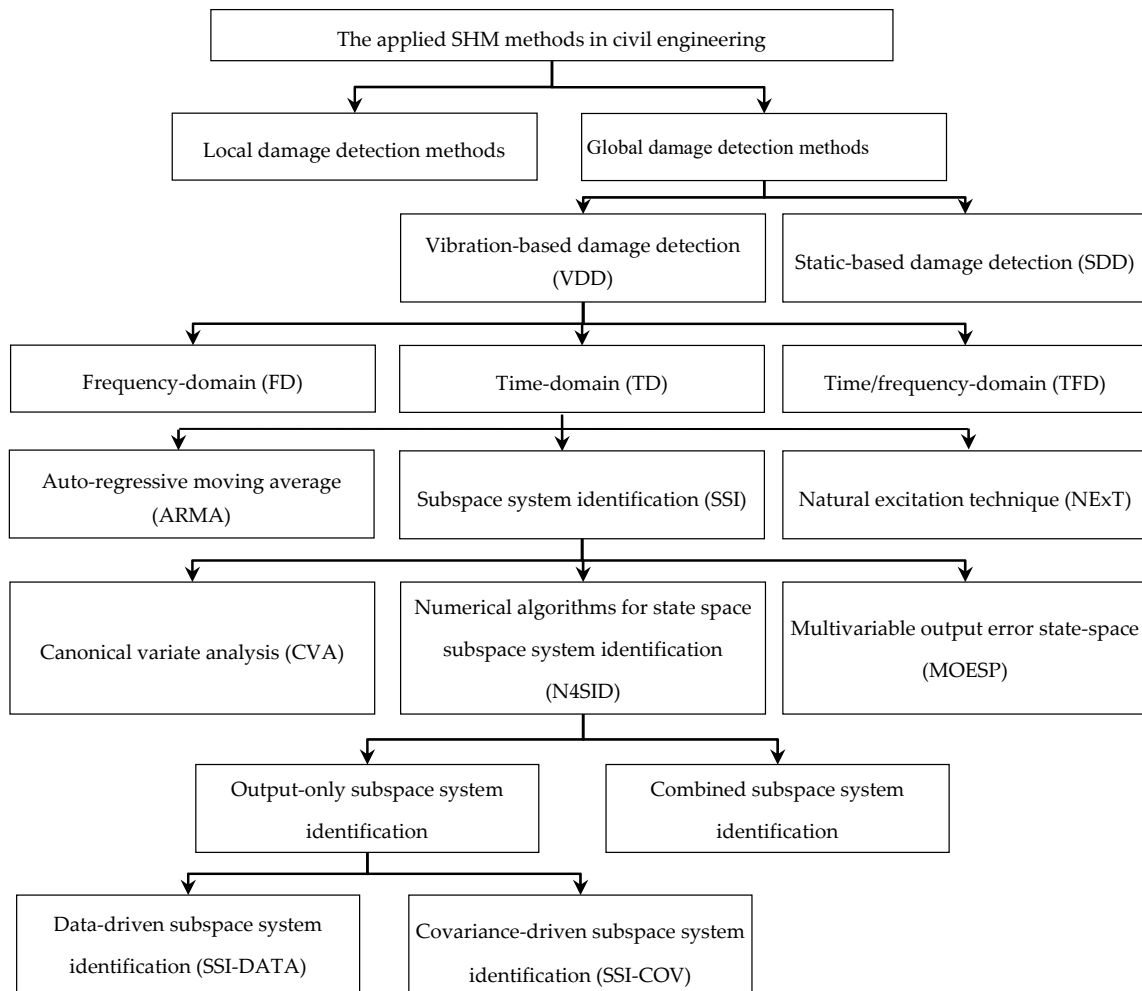 The applied SHM methods in civil engineering
Local damage detection methods
Global damage detection methods
Vibration-based damage detection
(VDD)
Static-based damage detection (SDD)
Frequency-domain (FD)
Time-domain (TD)
Time/frequency-domain (TFD)
Auto-regressive moving average
(ARMA)
Subspace system identification (SSI)
Natural excitation technique (NExT)
Canonical variate analysis (CVA)
Numerical algorithms for state space
subspace system identification
(N4SID)
Multivariable output error state-space
(MOESP)
Output-only subspace system
identification
Combined subspace system
identification
Data-driven subspace system
identification (SSI-DATA)
Covariance-driven subspace system
identification (SSI-COV)